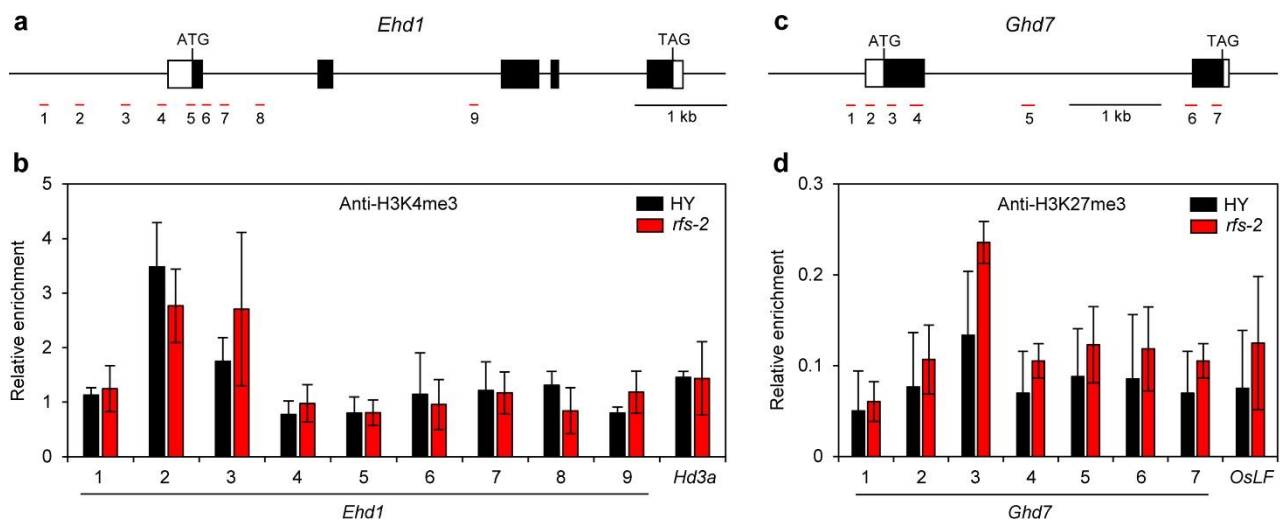 a
Ehd1
ATG
TAG
1 2 3 4 5 6 7 8 9
1 kb
b
Anti-H3K4me3
HY
rfs-2
Relative enrichment
5
4
3
2
1
0
1 2 3 4 5 6 7 8 9 Hd3a
Ehd1
c
Ghd7
ATG
TAG
1 2 3 4 5 6 7
1 kb
d
Anti-H3K27me3
HY
rfs-2
Relative enrichment
0.3
0.2
0.1
0
1 2 3 4 5 6 7 OsLF
Ghd7